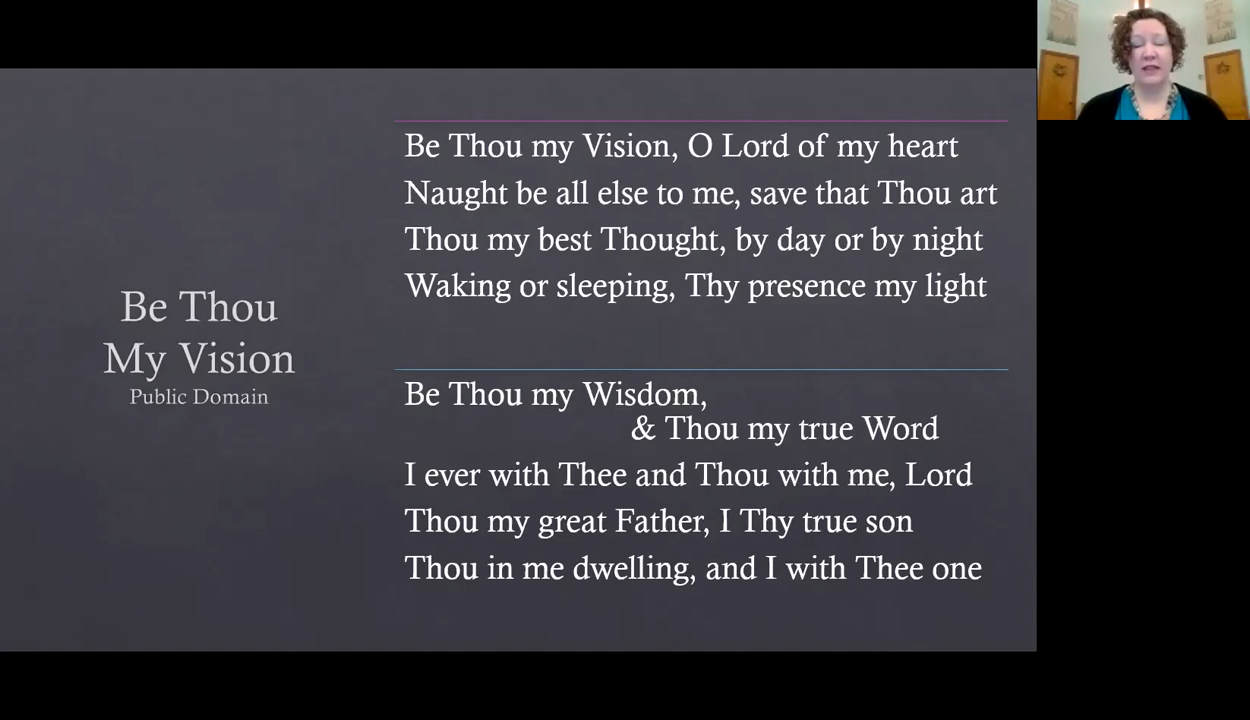 Be Thou
My Vision
Public Domain
Be Thou my Vision, O Lord of my heart
Naught be all else to me, save that Thou art
Thou my best Thought, by day or by night
Waking or sleeping, Thy presence my light
Be Thou my Wisdom,
& Thou my true Word
I ever with Thee and Thou with me, Lord
Thou my great Father, I Thy true son
Thou in me dwelling, and I with Thee one